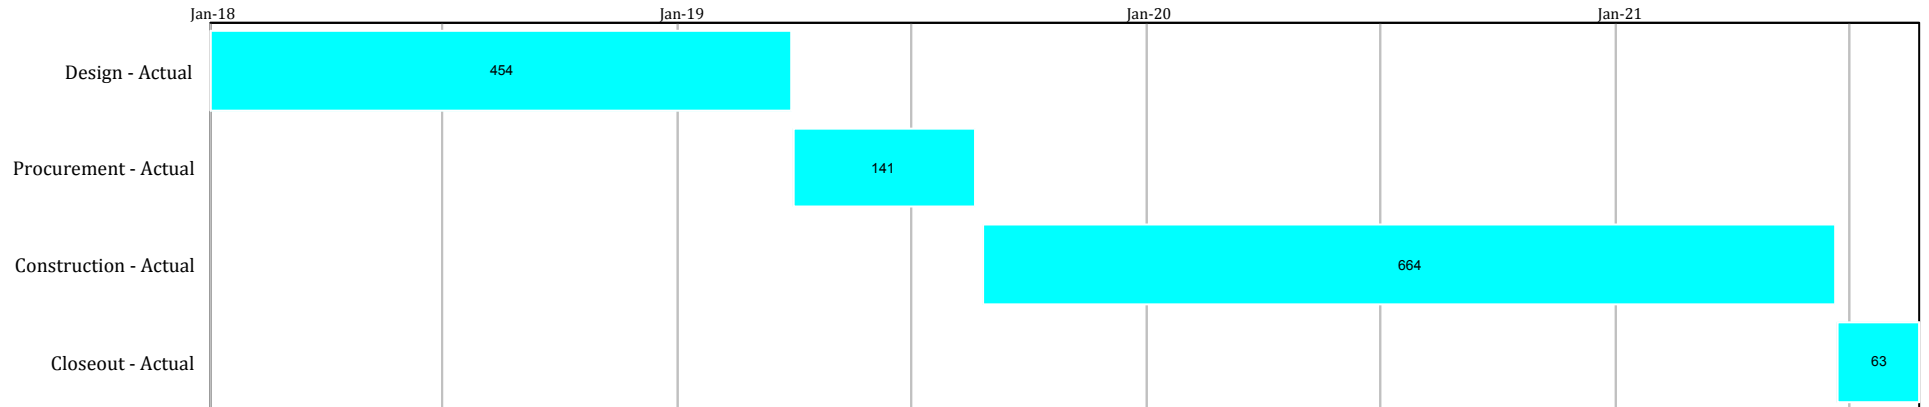 Jan-18 Jan-19 Jan-20 Jan-21
Design - Actual 454
Procurement - Actual 141
Construction - Actual 664
Closeout - Actual 63